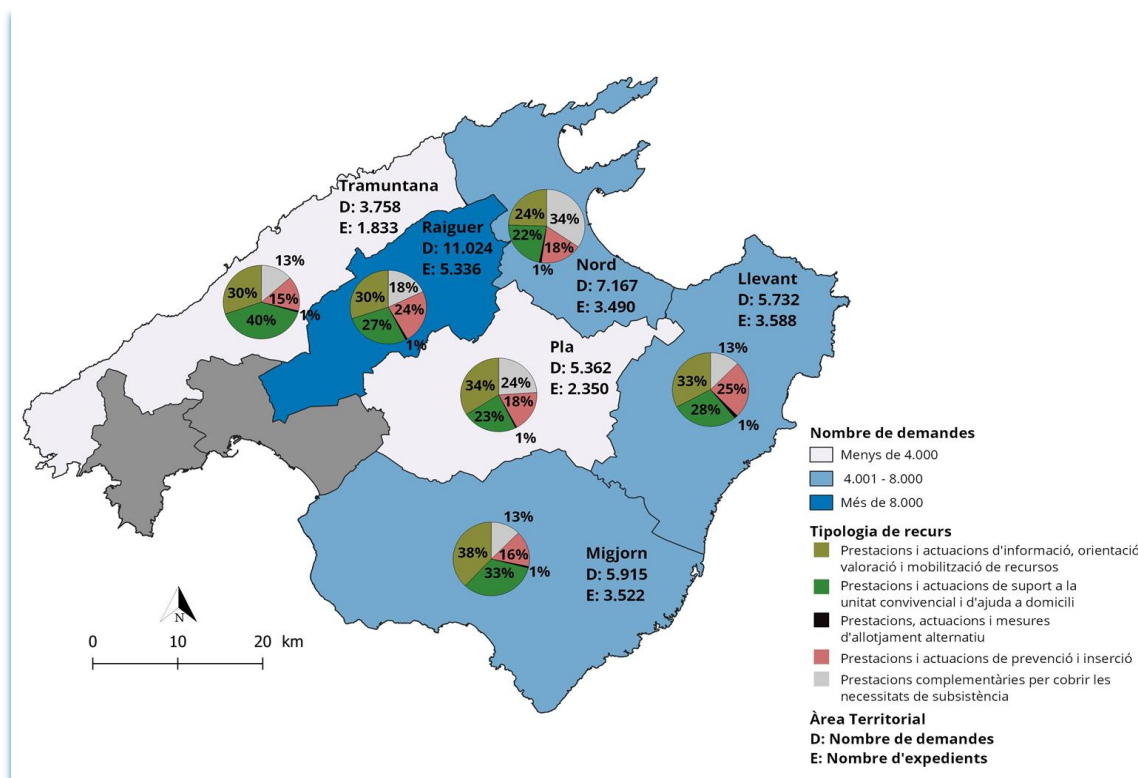 Tramuntana
D: 3.758
E: 1.833
13%
30%
15%
1%
40%
Raiguer
D: 11.024
E: 5.336
30%
18%
24%
27%
1%
24%
34%
22%
18%
1%
Nord
D: 7.167
E: 3.490
Llevant
D: 5.732
E: 3.588
13%
33%
25%
28%
1%
Pla
D: 5.362
E: 2.350
34%
24%
18%
23%
1%
13%
38%
16%
33%
1%
Migjorn
D: 5.915
E: 3.522
N
0 10 20 km
Nombre de demandes
Menys de 4.000
4.001 - 8.000
Més de 8.000
Tipologia de recurs
Prestacions i actuacions d'informació, orientació
valoració i mobilització de recursos
Prestacions i actuacions de suport a la
unitat convivencial i d'ajuda a domicili
Prestacions, actuacions i mesures
d'allotjament alternatiu
Prestacions i actuacions de prevenció i inserció
Prestacions complementàries per cobrir les
necessitats de subsistència
Àrea Territorial
D: Nombre de demandes
E: Nombre d'expedients